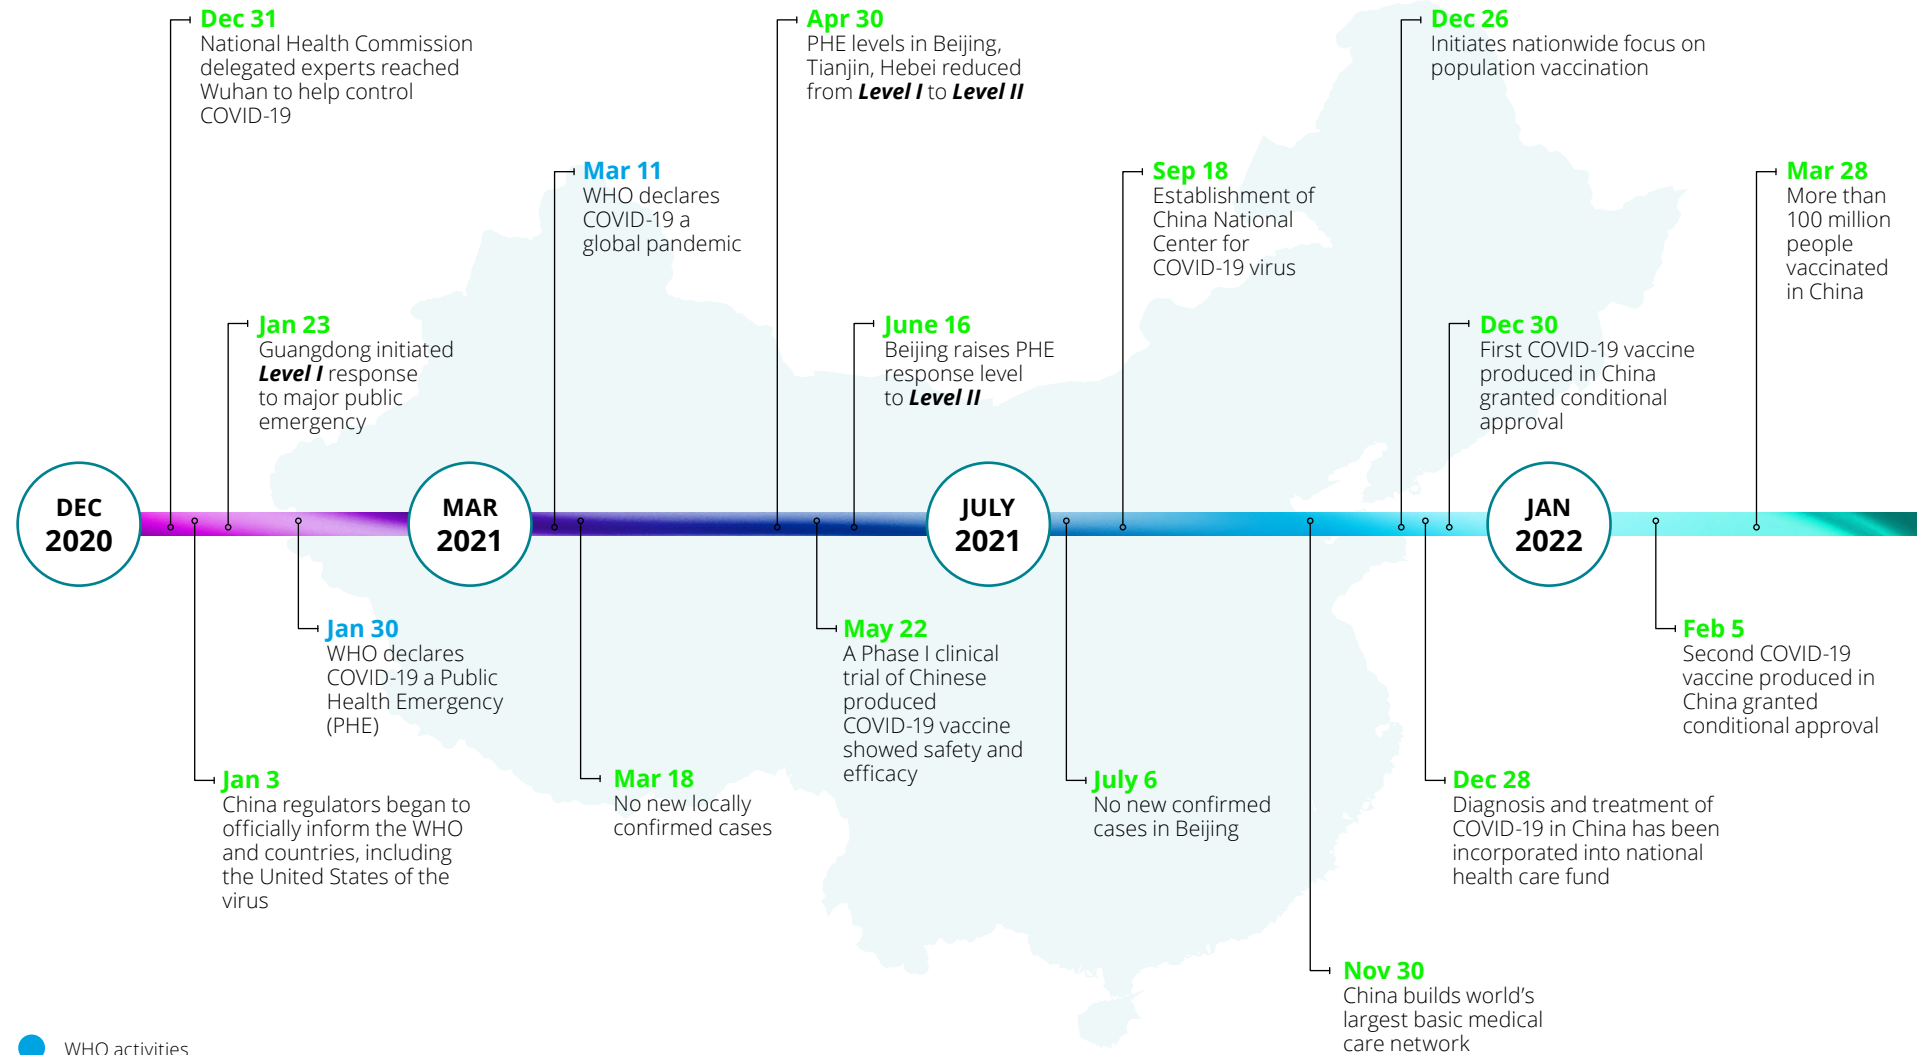 Dec 31
National Health Commission
delegated experts reached
Wuhan to help control
COVID-19
Apr 30
PHE levels in Beijing,
Tianjin, Hebei reduced
from Level I to Level II
Dec 26
Initiates nationwide focus on
population vaccination
Mar 11
WHO declares
COVID-19 a
global pandemic
Sep 18
Establishment of
China National
Center for
COVID-19 virus
Mar 28
More than
100 million
people
vaccinated
in China
Jan 23
Guangdong initiated
Level I response
to major public
emergency
June 16
Beijing raises PHE
response level
to Level II
Dec 30
First COVID-19 vaccine
produced in China
granted conditional
approval
DEC
2020
MAR
2021
JULY
2021
JAN
2022
Jan 30
WHO declares
COVID-19 a Public
Health Emergency
(PHE)
May 22
A Phase I clinical
trial of Chinese
produced
COVID-19 vaccine
showed safety and
efficacy
Feb 5
Second COVID-19
vaccine produced in
China granted
conditional approval
Jan 3
China regulators began to
officially inform the WHO
and countries, including
the United States of the
virus
Mar 18
No new locally
confirmed cases
July 6
No new confirmed
cases in Beijing
Dec 28
Diagnosis and treatment of
COVID-19 in China has been
incorporated into national
health care fund
Nov 30
China builds world's
largest basic medical
care network
WHO activities